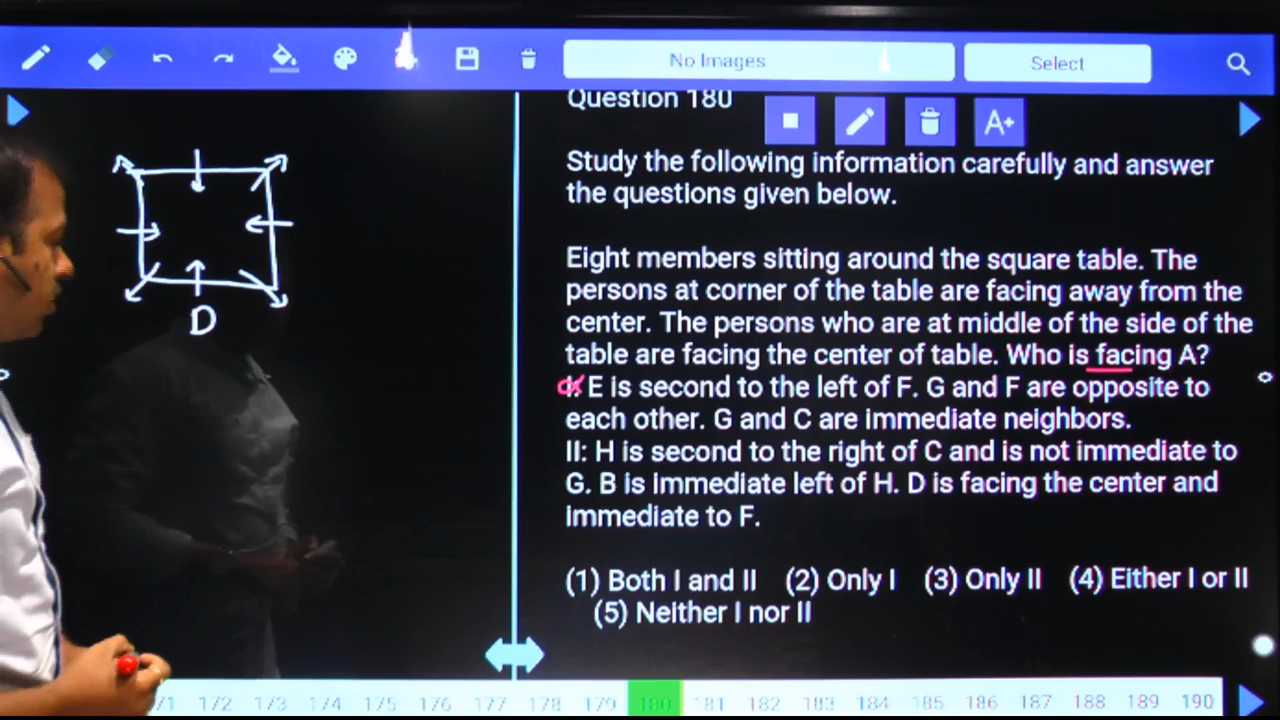 No Images
Select
Question 180
A+
Study the following information carefully and answer
the questions given below.
Eight members sitting around the square table. The
persons at corner of the table are facing away from the
center. The persons who are at middle of the side of the
table are facing the center of table. Who is facing A?
E is second to the left of F. G and F are opposite to
each other. G and C are immediate neighbors.
II: H is second to the right of C and is not immediate to
G. B is immediate left of H. D is facing the center and
immediate to F.
(1) Both I and II (2) Only I (3) Only II (4) Either I or II
(5) Neither I nor II
D
172 173 174 175 176 177 178 179 180 181 182 183 184 185 186 187 188 189 190